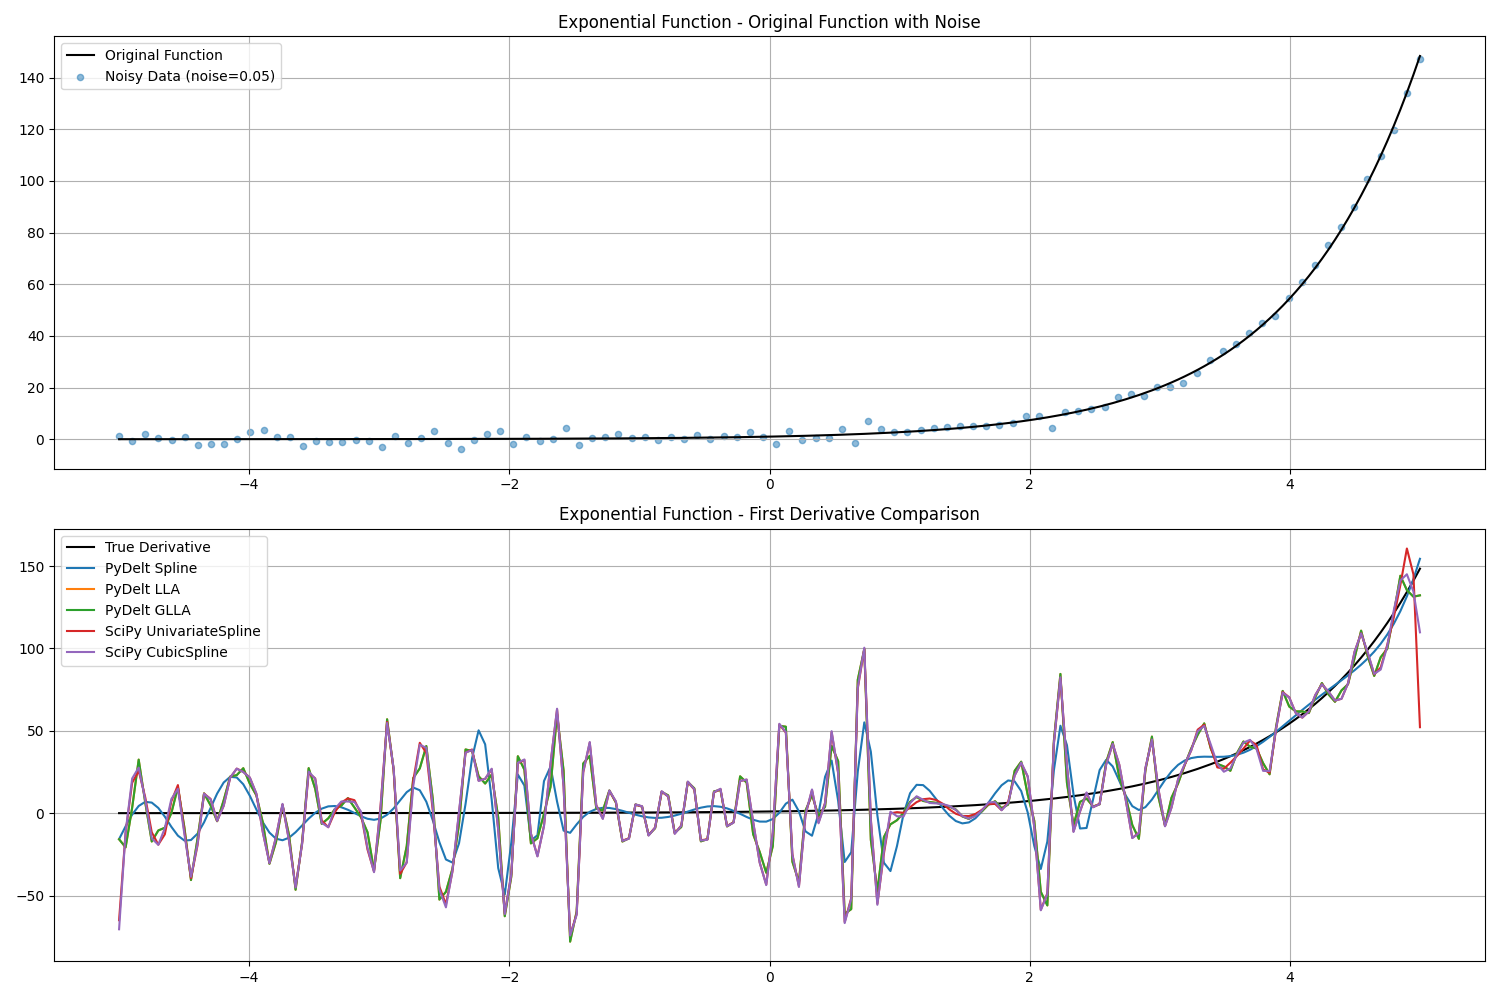 Exponential Function - Original Function with Noise
Original Function
Noisy Data (noise=0.05)
140
120
100
80
60
40
20
0
−4
−2
0
2
4
Exponential Function - First Derivative Comparison
True Derivative
PyDelt Spline
PyDelt LLA
PyDelt GLLA
SciPy UnivariateSpline
SciPy CubicSpline
150
100
50
0
−50
−4
−2
0
2
4